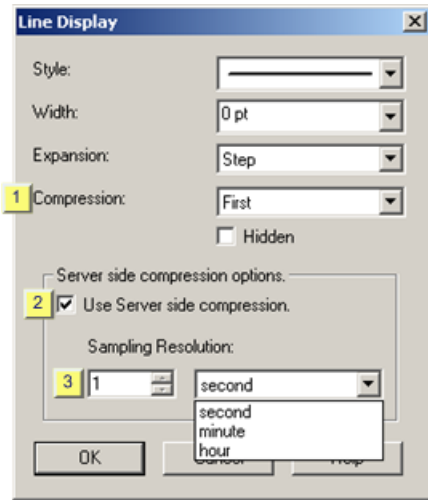 Line Display
Style:
Width: 0 pt
Expansion: Step
1 Compression: First
Hidden
Server side compression options.
2 Use Server side compression.
Sampling Resolution:
3 1 second
second
minute
hour
OK Cancel Help